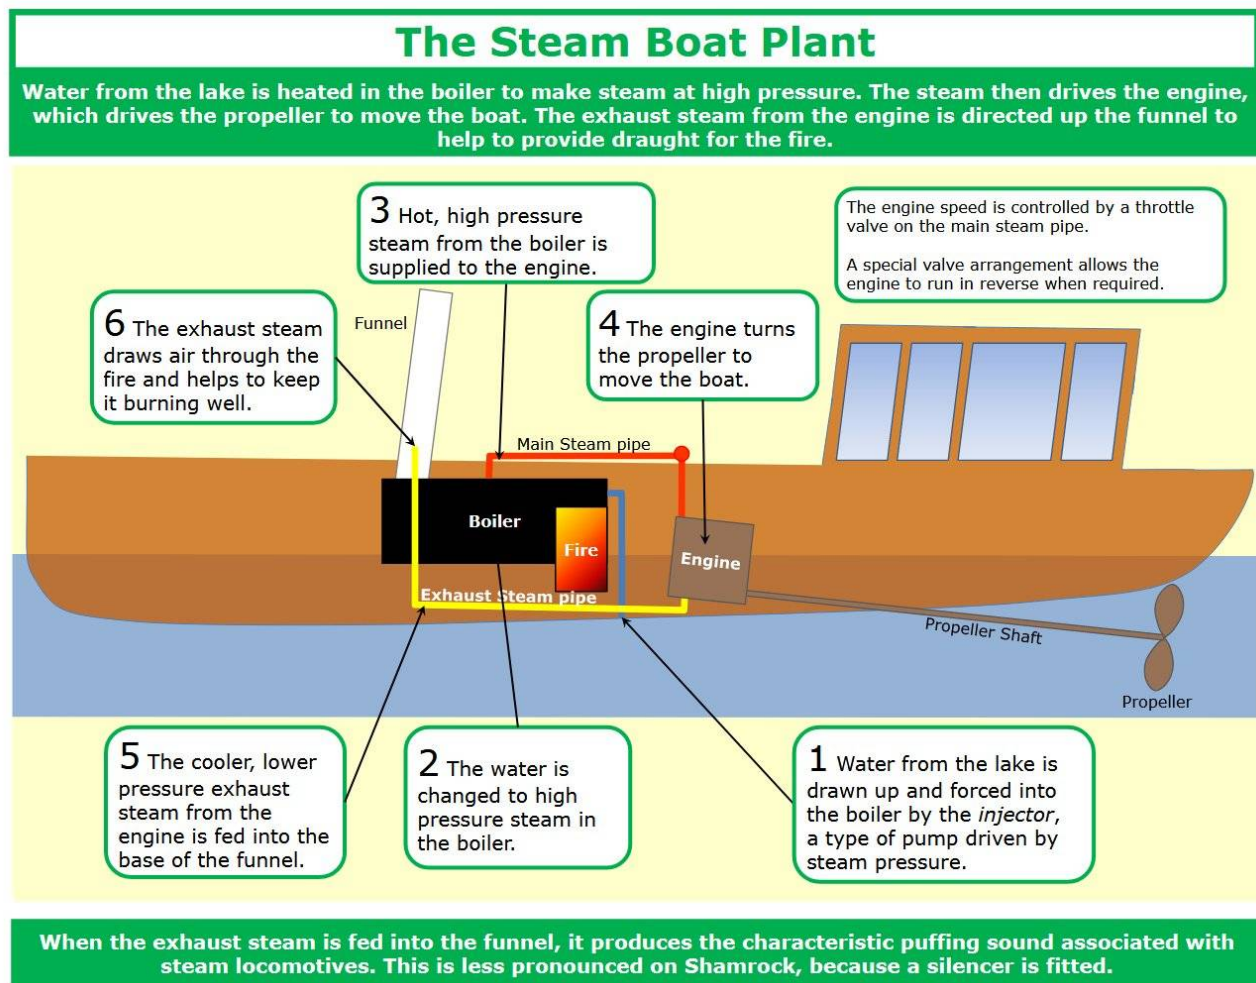 The Steam Boat Plant
Water from the lake is heated in the boiler to make steam at high pressure. The steam then drives the engine,
which drives the propeller to move the boat. The exhaust steam from the engine is directed up the funnel to
help to provide draught for the fire.
3 Hot, high pressure
steam from the boiler is
supplied to the engine.
The engine speed is controlled by a throttle
valve on the main steam pipe.
A special valve arrangement allows the
engine to run in reverse when required.
6 The exhaust steam
draws air through the
fire and helps to keep
it burning well.
Funnel
4 The engine turns
the propeller to
move the boat.
Main Steam pipe
Boiler
Fire
Engine
Exhaust Steam pipe
Propeller Shaft
Propeller
5 The cooler, lower
pressure exhaust
steam from the
engine is fed into the
base of the funnel.
2 The water is
changed to high
pressure steam in
the boiler.
1 Water from the lake is
drawn up and forced into
the boiler by the injector,
a type of pump driven by
steam pressure.
When the exhaust steam is fed into the funnel, it produces the characteristic puffing sound associated with
steam locomotives. This is less pronounced on Shamrock, because a silencer is fitted.